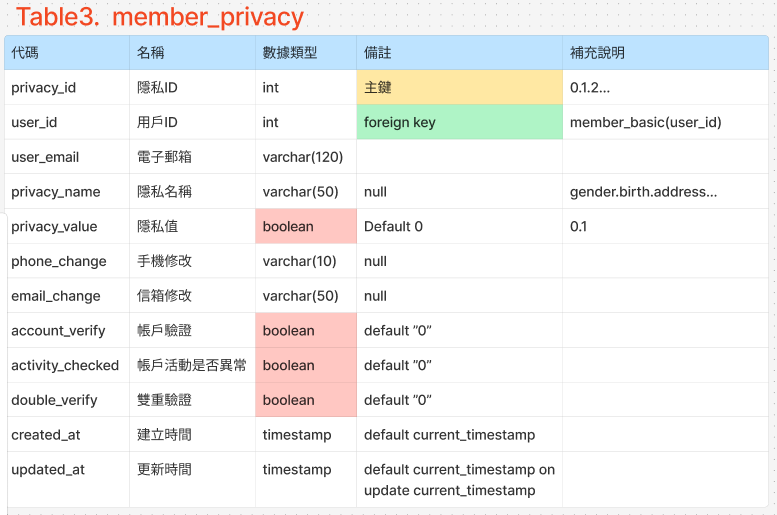 Table3. member_privacy
代碼 名稱 數據類型 備註 補充說明
privacy_id 隱私ID int 主鍵 0.1.2...
user_id 用戶ID int foreign key member_basic(user_id)
user_email 電子郵箱 varchar(120)
privacy_name 隱私名稱 varchar(50) null gender.birth.address...
privacy_value 隱私值 boolean Default 0 0.1
phone_change 手機修改 varchar(10) null
email_change 信箱修改 varchar(50) null
account_verify 帳戶驗證 boolean default ”0”
activity_checked 帳戶活動是否異常 boolean default ”0”
double_verify 雙重驗證 boolean default ”0”
created_at 建立時間 timestamp default current_timestamp
updated_at 更新時間 timestamp default current_timestamp on
update current_timestamp